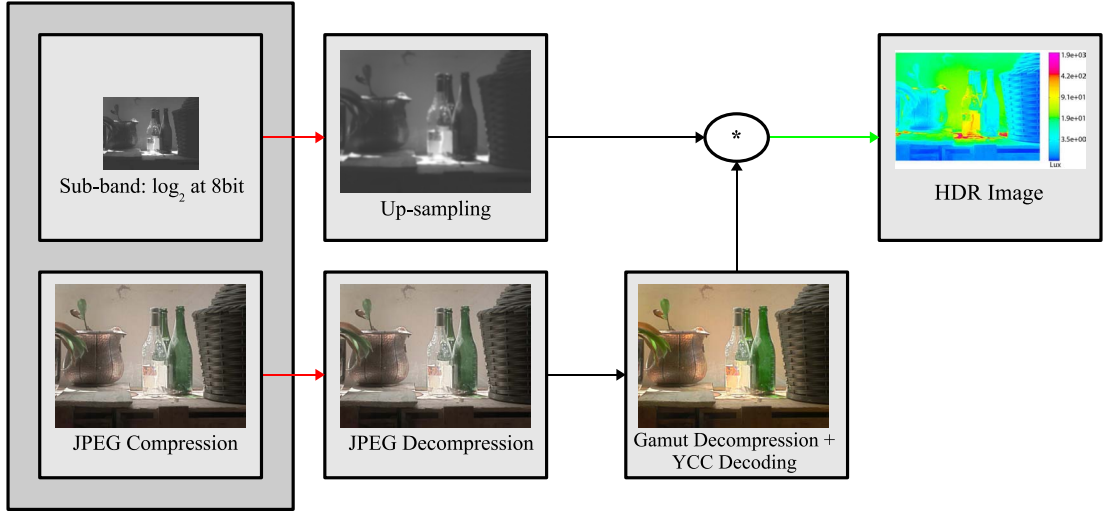 Sub-band: log₂ at 8bit
Up-sampling
*
1.9e+03
4.2e+02
9.1e+01
1.9e+01
3.5e+00
Lux
HDR Image
JPEG Compression
JPEG Decompression
Gamut Decompression +
YCC Decoding